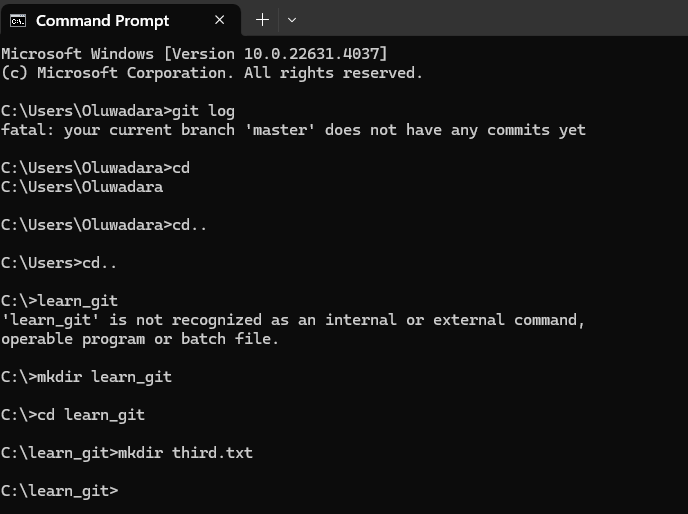 Command Prompt
Microsoft Windows [Version 10.0.22631.4037]
(c) Microsoft Corporation. All rights reserved.
C:\Users\Oluwadara>git log
fatal: your current branch 'master' does not have any commits yet
C:\Users\Oluwadara>cd
C:\Users\Oluwadara
C:\Users\Oluwadara>cd..
C:\Users>cd..
C:\>learn_git
'learn_git' is not recognized as an internal or external command,
operable program or batch file.
C:\>mkdir learn_git
C:\>cd learn_git
C:\learn_git>mkdir third.txt
C:\learn_git>